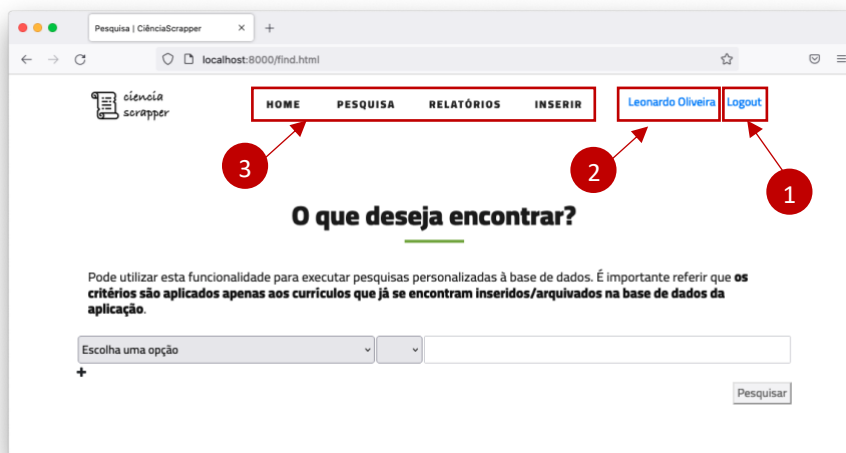 Pesquisa | CiênciaScrapper
localhost:8000/find.html
ciencia
scrapper
HOME PESQUISA RELATÓRIOS INSERIR Leonardo Oliveira Logout
3
2
1
O que deseja encontrar?
Pode utilizar esta funcionalidade para executar pesquisas personalizadas à base de dados. É importante referir que os
critérios são aplicados apenas aos currículos que já se encontram inseridos/arquivados na base de dados da
aplicação.
Escolha uma opção
Pesquisar